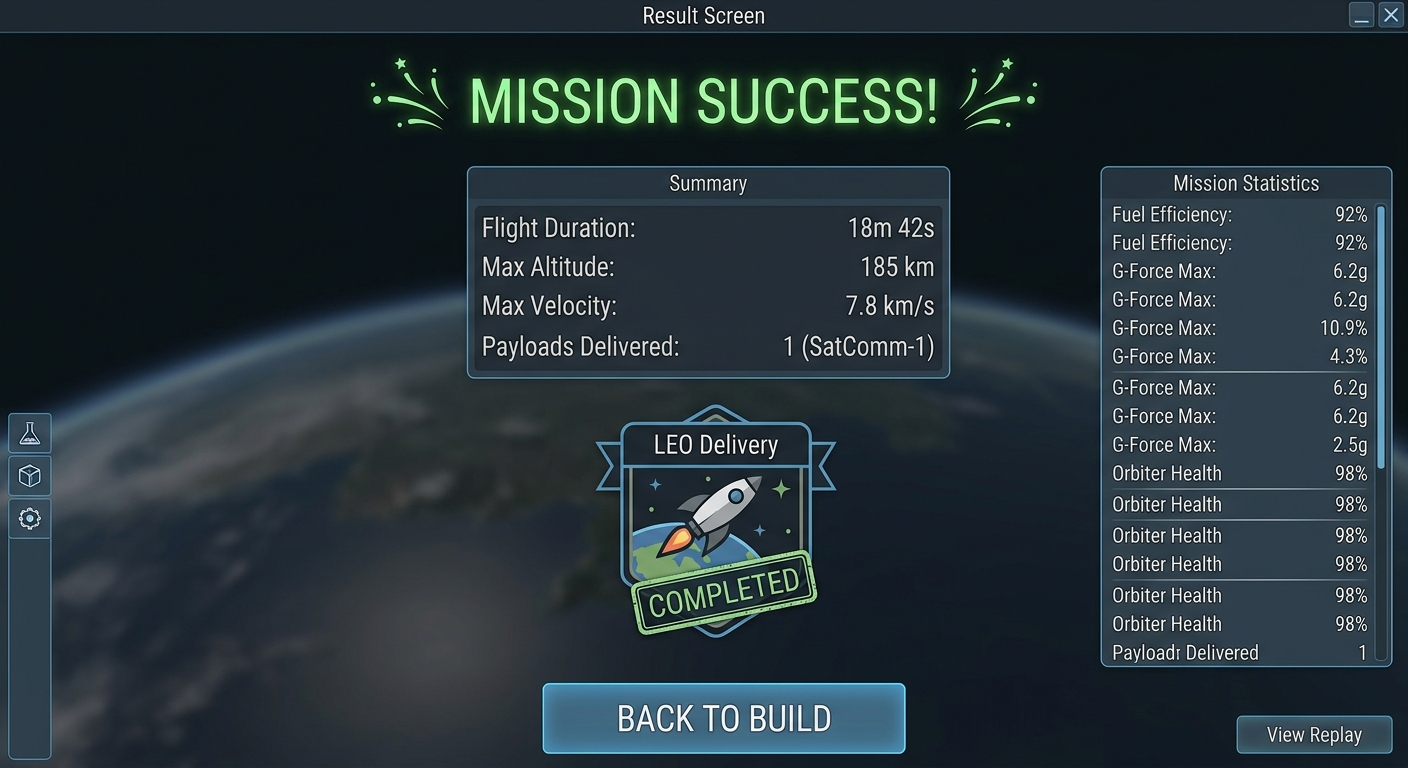 Result Screen
MISSION SUCCESS!
Summary
Flight Duration: 18m 42s
Max Altitude: 185 km
Max Velocity: 7.8 km/s
Payloads Delivered: 1 (SatComm-1)
LEO Delivery
COMPLETED
BACK TO BUILD
Mission Statistics
Fuel Efficiency: 92%
Fuel Efficiency: 92%
G-Force Max: 6.2g
G-Force Max: 6.2g
G-Force Max: 10.9%
G-Force Max: 4.3%
G-Force Max: 6.2g
G-Force Max: 6.2g
G-Force Max: 2.5g
Orbiter Health 98%
Orbiter Health 98%
Orbiter Health 98%
Orbiter Health 98%
Orbiter Health 98%
Orbiter Health 98%
Payloadr Delivered 1
View Replay